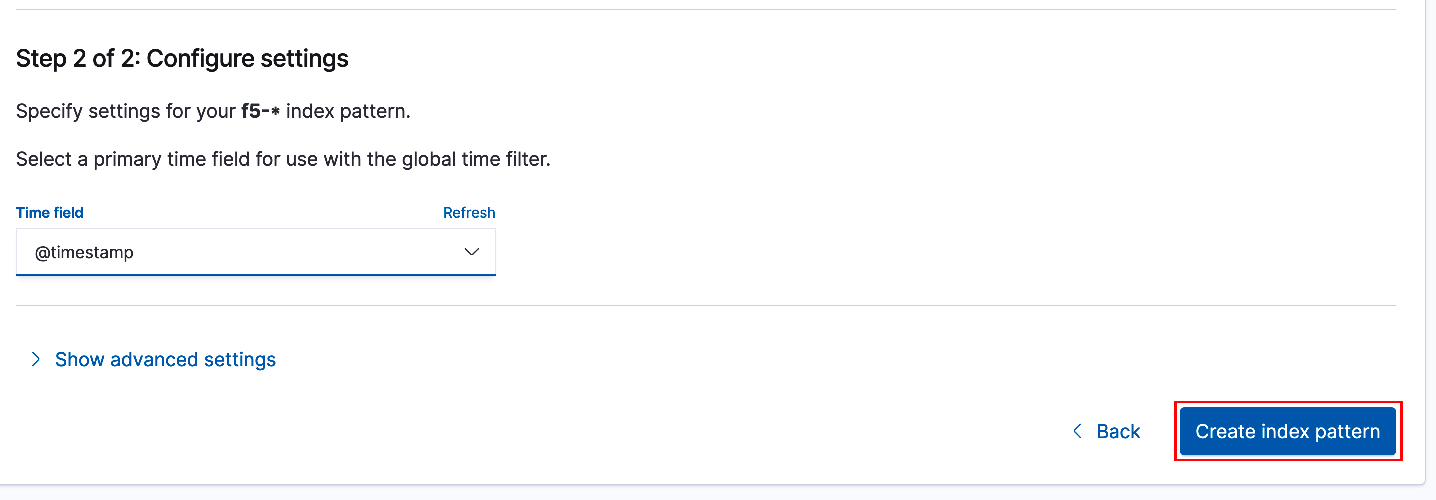 Step 2 of 2: Configure settings
Specify settings for your f5-* index pattern.
Select a primary time field for use with the global time filter.
Time field Refresh
@timestamp
Show advanced settings
Back Create index pattern